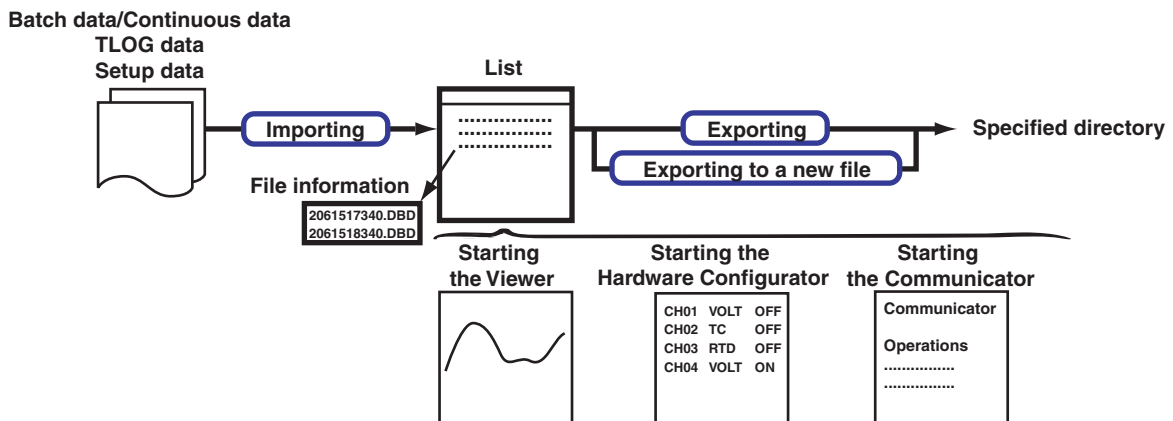 Batch data/Continuous data
TLOG data
Setup data
List
Importing
Exporting
Specified directory
Exporting to a new file
File information
2061517340.DBD
2061518340.DBD
Starting
the Viewer
Starting the
Hardware Configurator
CH01 VOLT OFF
CH02 TC OFF
CH03 RTD OFF
CH04 VOLT ON
Starting
the Communicator
Communicator
Operations
................
................